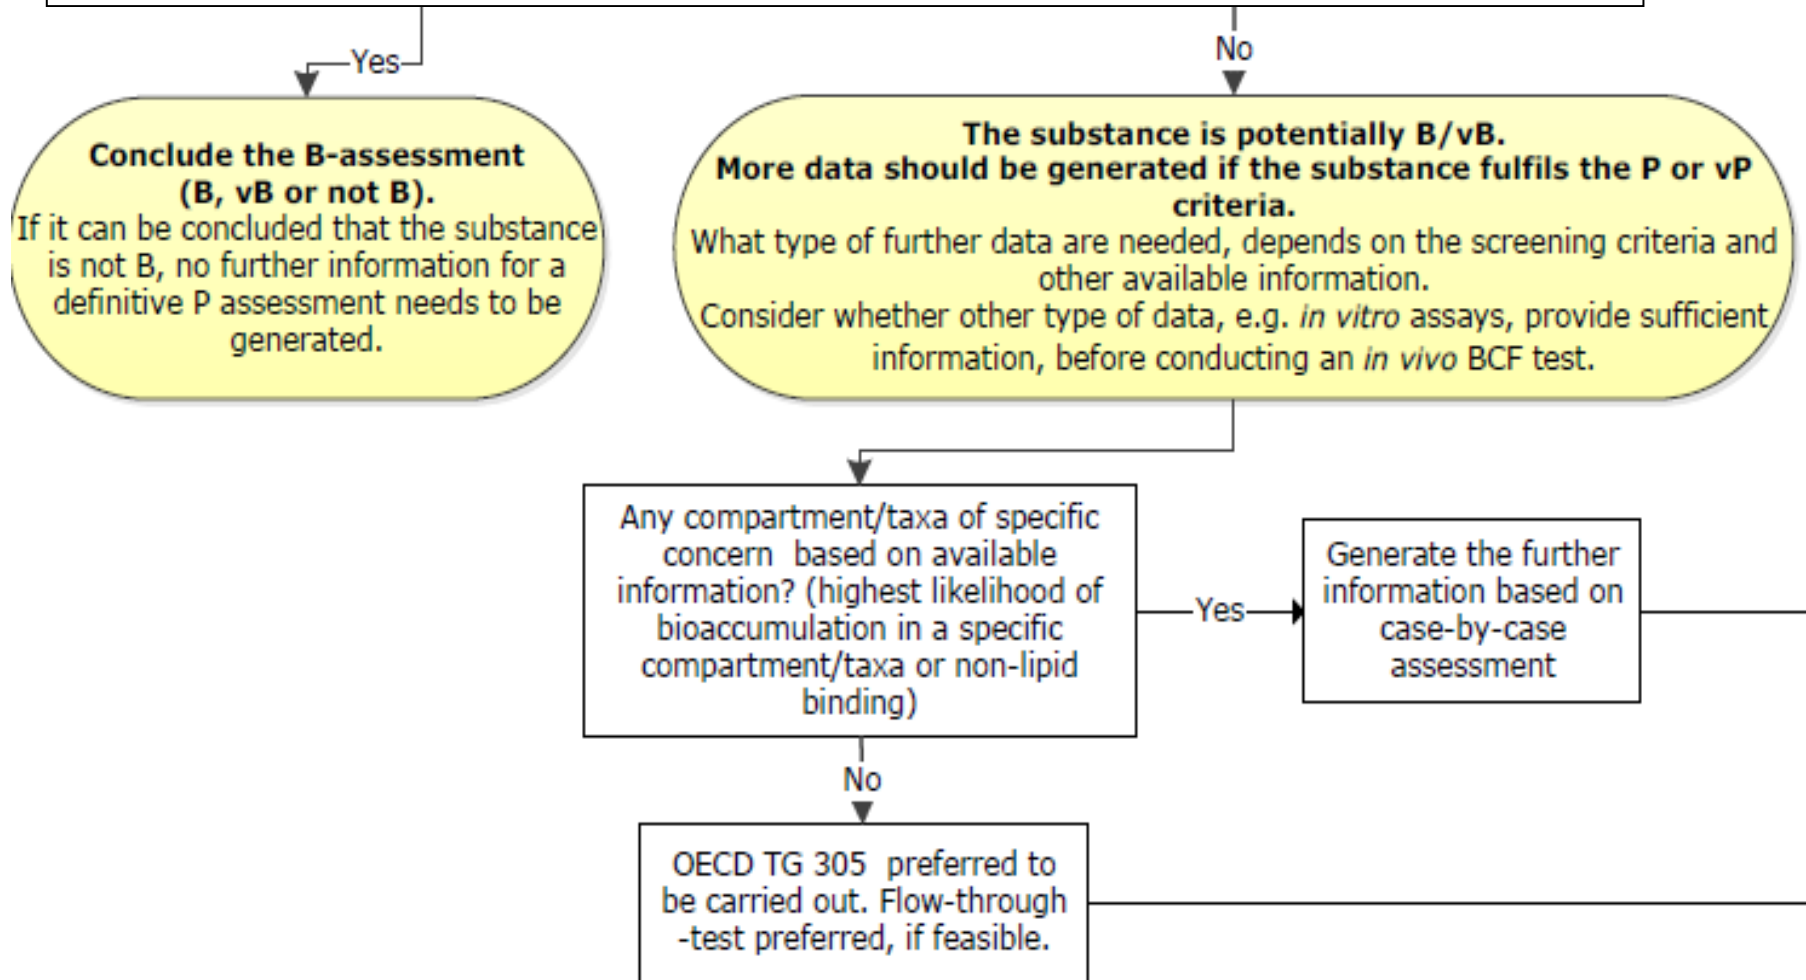 Yes
No
Conclude the B-assessment
(B, vB or not B).
If it can be concluded that the substance
is not B, no further information for a
definitive P assessment needs to be
generated.
The substance is potentially B/vB.
More data should be generated if the substance fulfils the P or vP
criteria.
What type of further data are needed, depends on the screening criteria and
other available information.
Consider whether other type of data, e.g. in vitro assays, provide sufficient
information, before conducting an in vivo BCF test.
Any compartment/taxa of specific
concern  based on available
information? (highest likelihood of
bioaccumulation in a specific
compartment/taxa or non-lipid
binding)
Yes
Generate the further
information based on
case-by-case
assessment
No
OECD TG 305  preferred to
be carried out. Flow-through
-test preferred, if feasible.